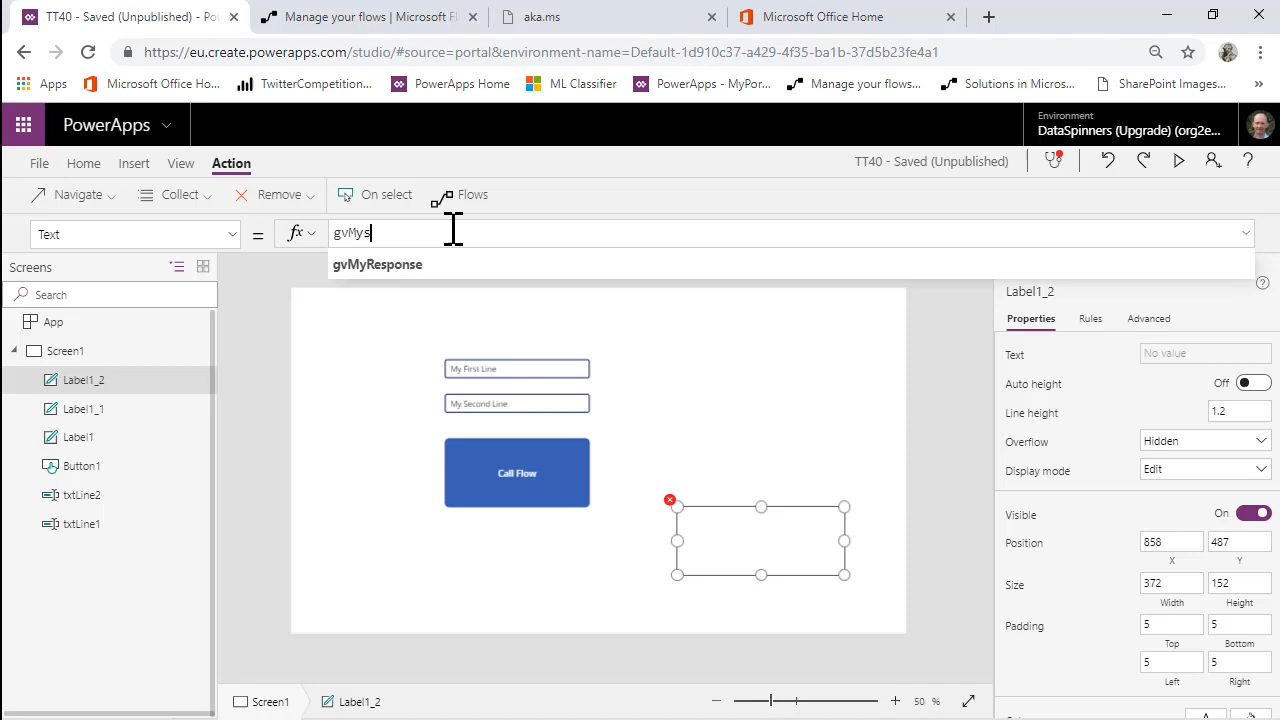 TT40 - Saved (Unpublished) - Po
Manage your flows | Microsoft Fl
aka.ms
Microsoft Office Home
https://eu.create.powerapps.com/studio/#source=portal&environment-name=Default-1d910c37-a429-4f35-ba1b-37d5b23fe4a1
Apps
Microsoft Office Ho...
TwitterCompetition...
PowerApps Home
ML Classifier
PowerApps - MyPor...
Manage your flows...
Solutions in Micros...
SharePoint Images...
»
PowerApps
Environment
DataSpinners (Upgrade) (org2e...
File
Home
Insert
View
Action
TT40 - Saved (Unpublished)
Navigate
Collect
Remove
On select
Flows
Text
=
fx
gvMys
gvMyResponse
Screens
Search
App
Screen1
Label1_2
Label1_1
Label1
Button1
txtLine2
txtLine1
My First Line
My Second Line
Call Flow
Label1_2
Properties
Rules
Advanced
Text
No value
Auto height
Off
Line height
1.2
Overflow
Hidden
Display mode
Edit
Visible
On
Position
858
487
X
Y
Size
372
152
Width
Height
Padding
5
5
Top
Bottom
5
5
Left
Right
Screen1
Label1_2
50 %